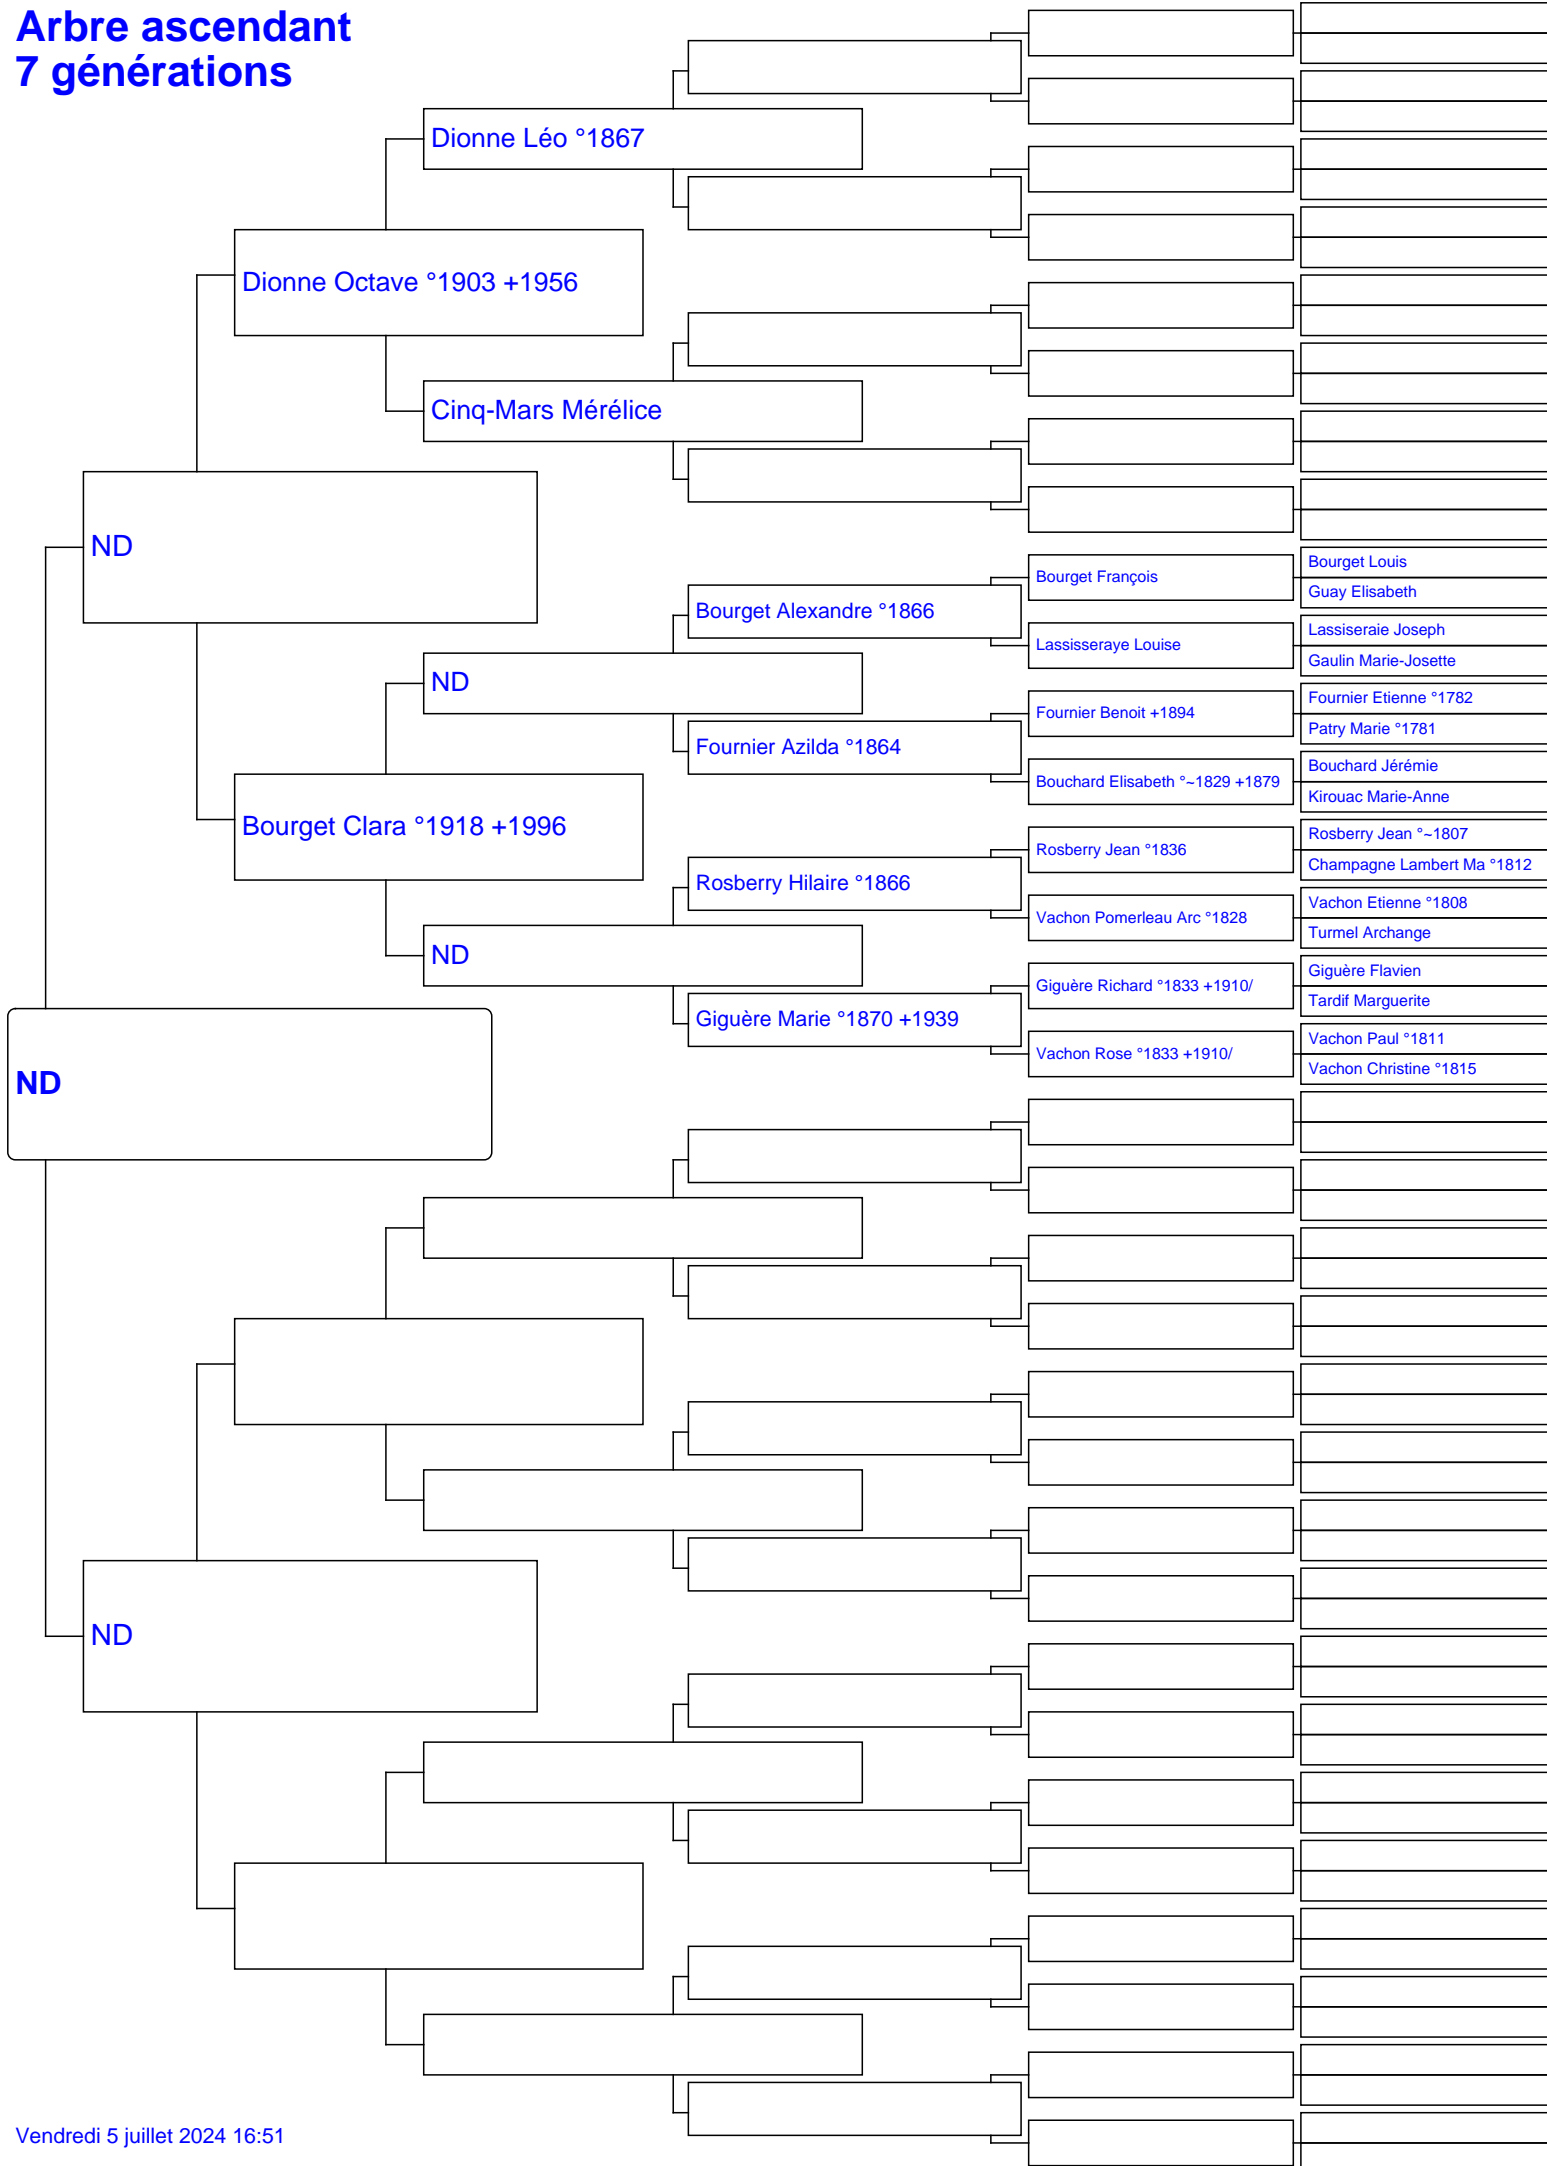 Arbre ascendant
7 générations
Dionne Léo °1867
Dionne Octave °1903 +1956
Cinq-Mars Mérélice
ND
Bourget Louis
Bourget François
Guay Elisabeth
Bourget Alexandre °1866
Lassiseraie Joseph
Lassisseraye Louise
Gaulin Marie-Josette
ND
Fournier Etienne °1782
Fournier Benoit +1894
Patry Marie °1781
Fournier Azilda °1864
Bouchard Jérémie
Bouchard Elisabeth °~1829 +1879
Kirouac Marie-Anne
Bourget Clara °1918 +1996
Rosberry Jean °~1807
Rosberry Jean °1836
Champagne Lambert Ma °1812
Rosberry Hilaire °1866
Vachon Etienne °1808
Vachon Pomerleau Arc °1828
Turmel Archange
ND
Giguère Flavien
Giguère Richard °1833 +1910/
Tardif Marguerite
Giguère Marie °1870 +1939
Vachon Paul °1811
Vachon Rose °1833 +1910/
Vachon Christine °1815
ND
ND
Vendredi 5 juillet 2024 16:51